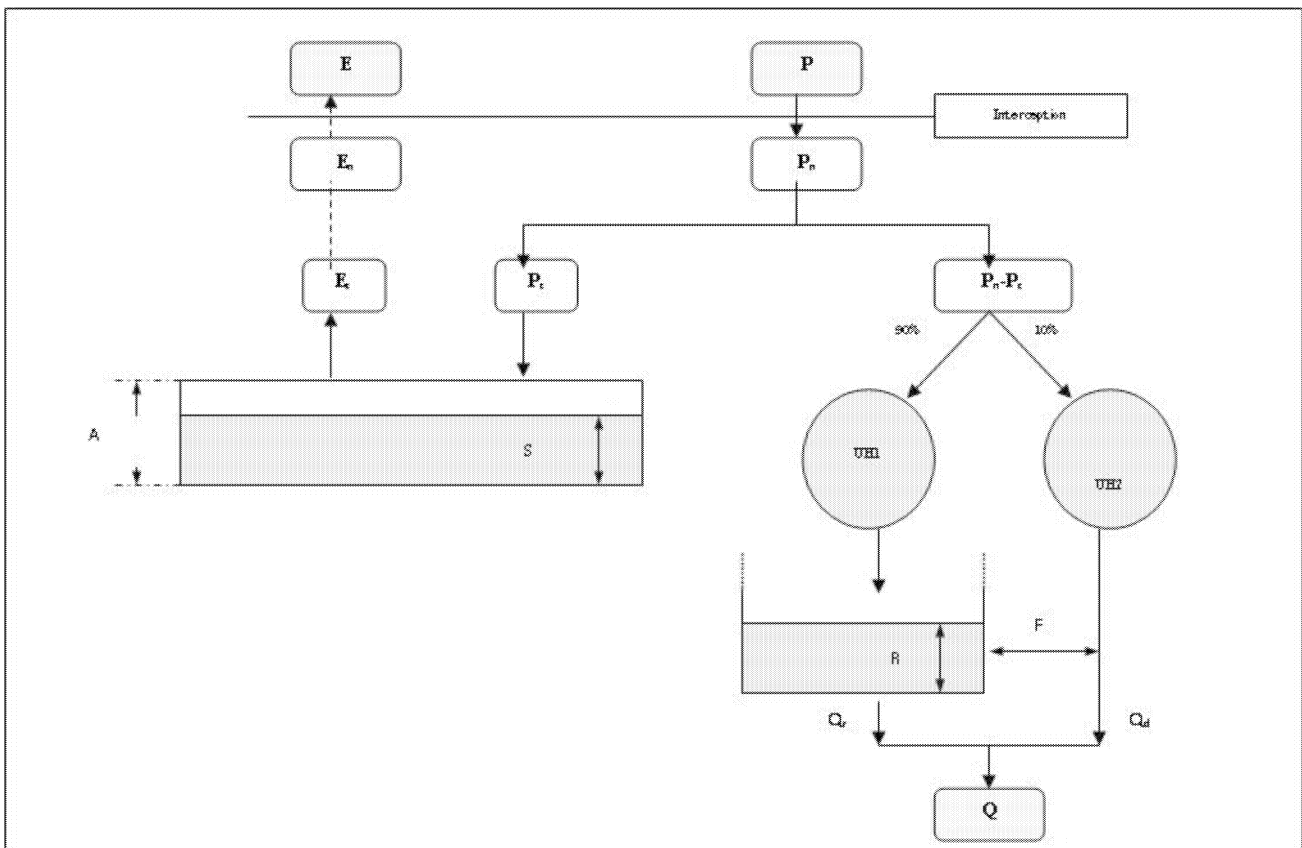 E
P
Interception
Eₙ
Pₙ
Eₛ
Pₛ
Pₙ-Pₛ
90%
10%
A
S
UH1
UH2
F
R
Qᵣ
Qd
Q